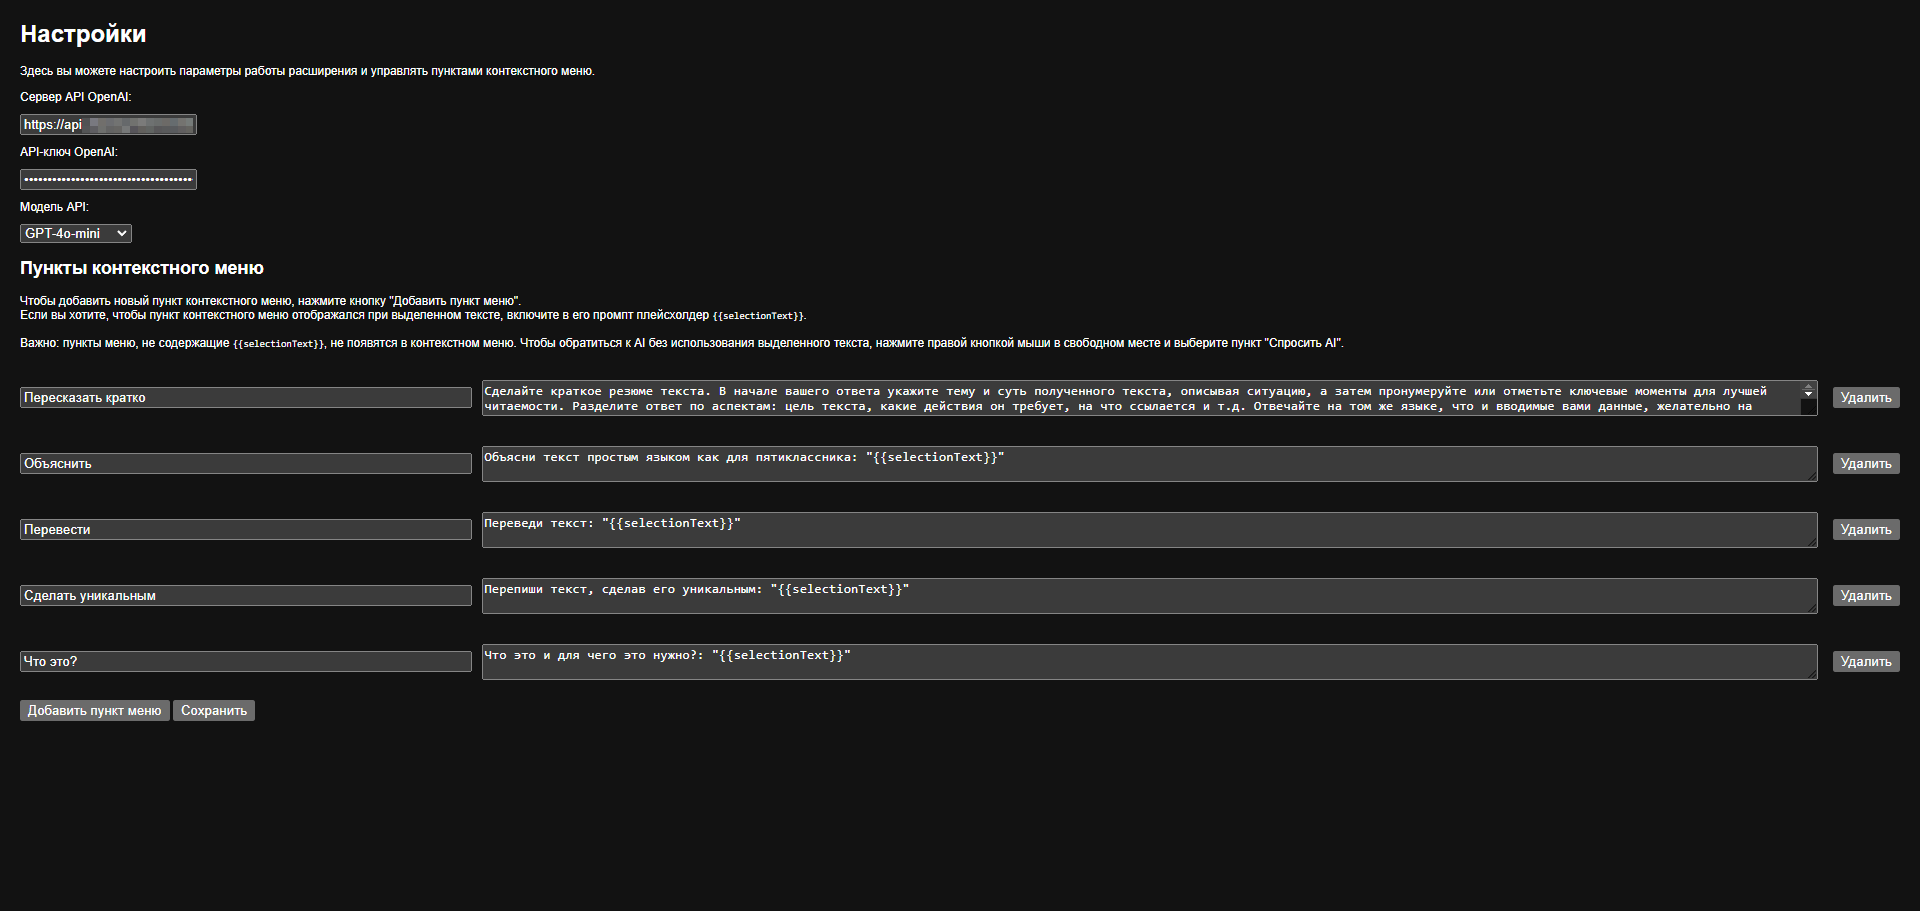 Настройки
Здесь вы можете настроить параметры работы расширения и управлять пунктами контекстного меню.
Сервер API OpenAI:
https://api
API-ключ OpenAI:
••••••••••••••••••••••••••••••••••••
Модель API:
GPT-4o-mini
Пункты контекстного меню
Чтобы добавить новый пункт контекстного меню, нажмите кнопку "Добавить пункт меню".
Если вы хотите, чтобы пункт контекстного меню отображался при выделенном тексте, включите в его промпт плейсхолдер {{selectionText}}.
Важно: пункты меню, не содержащие {{selectionText}}, не появятся в контекстном меню. Чтобы обратиться к AI без использования выделенного текста, нажмите правой кнопкой мыши в свободном месте и выберите пункт "Спросить AI".
Пересказать кратко
Сделайте краткое резюме текста. В начале вашего ответа укажите тему и суть полученного текста, описывая ситуацию, а затем пронумеруйте или отметьте ключевые моменты для лучшей
читаемости. Разделите ответ по аспектам: цель текста, какие действия он требует, на что ссылается и т.д. Отвечайте на том же языке, что и вводимые вами данные, желательно на
Удалить
Объяснить
Объясни текст простым языком как для пятиклассника: "{{selectionText}}"
Удалить
Перевести
Переведи текст: "{{selectionText}}"
Удалить
Сделать уникальным
Перепиши текст, сделав его уникальным: "{{selectionText}}"
Удалить
Что это?
Что это и для чего это нужно?: "{{selectionText}}"
Удалить
Добавить пункт меню
Сохранить